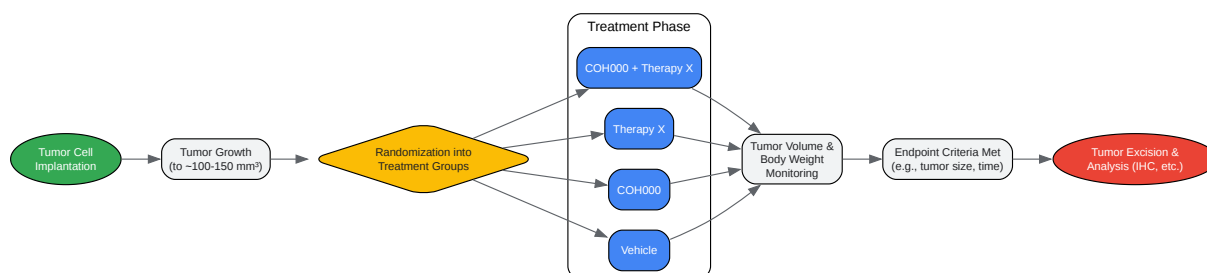 Tumor Cell
Implantation
Tumor Growth
(to ~100-150 mm³)
Randomization into
Treatment Groups
Treatment Phase
COH000 + Therapy X
Therapy X
COH000
Vehicle
Tumor Volume &
Body Weight
Monitoring
Endpoint Criteria Met
(e.g., tumor size, time)
Tumor Excision &
Analysis (IHC, etc.)